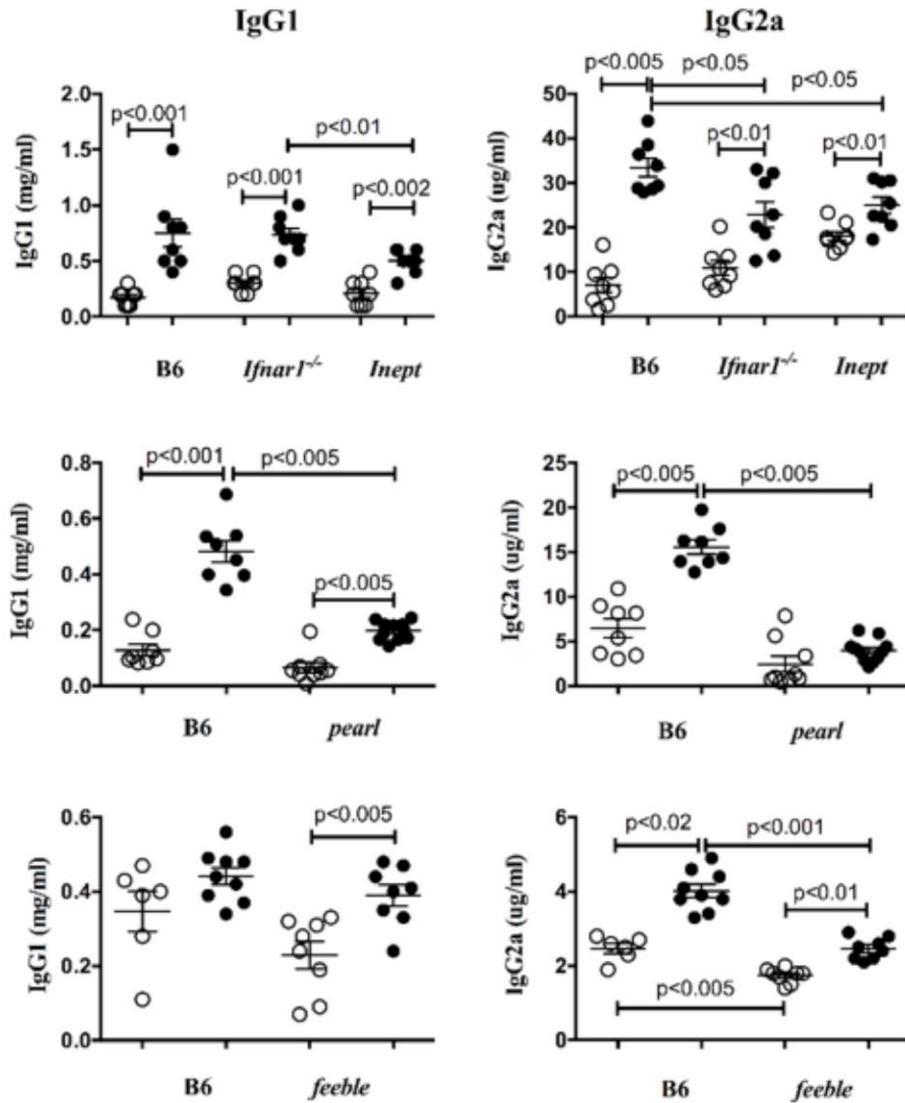 IgG1
IgG2a
p<0.001
p<0.01
p<0.001
p<0.002
IgG1 (mg/ml)
2.0
1.5
1.0
0.5
0.0
B6
Ifnar1-/-
Inept
p<0.005
p<0.05
p<0.05
p<0.01
p<0.01
IgG2a (ug/ml)
50
40
30
20
10
0
B6
Ifnar1-/-
Inept
p<0.001
p<0.005
p<0.005
IgG1 (mg/ml)
0.8
0.6
0.4
0.2
0.0
B6
pearl
p<0.005
p<0.005
IgG2a (ug/ml)
25
20
15
10
5
0
B6
pearl
p<0.005
IgG1 (mg/ml)
0.6
0.4
0.2
0.0
B6
feeble
p<0.02
p<0.001
p<0.01
p<0.005
IgG2a (ug/ml)
6
4
2
0
B6
feeble